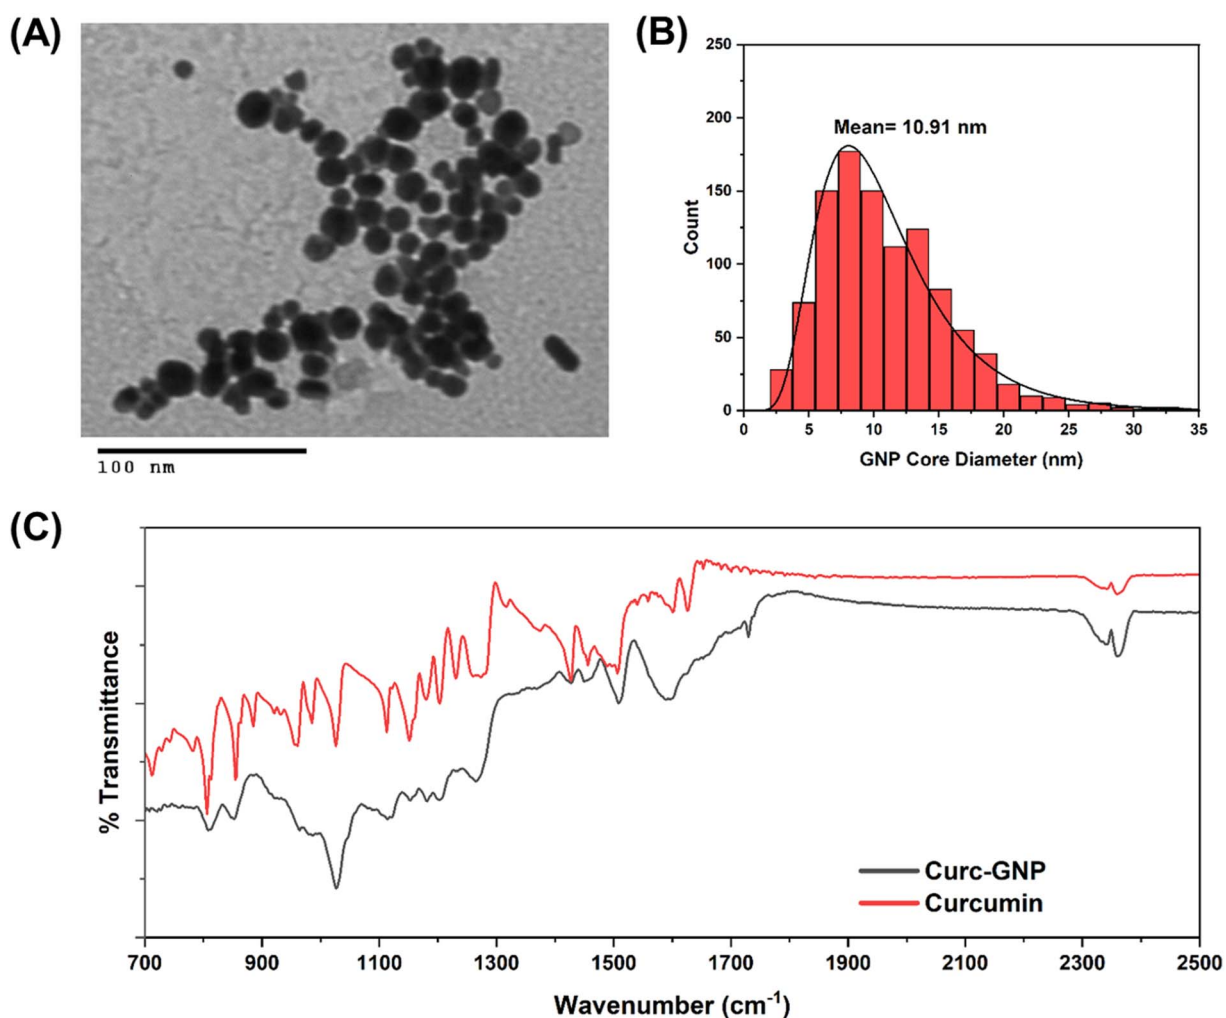 (A)
100 nm
(B)
250
200
150
100
50
0
Count
Mean= 10.91 nm
0 5 10 15 20 25 30 35
GNP Core Diameter (nm)
(C)
% Transmittance
Curc-GNP
Curcumin
700 900 1100 1300 1500 1700 1900 2100 2300 2500
Wavenumber (cm⁻¹)